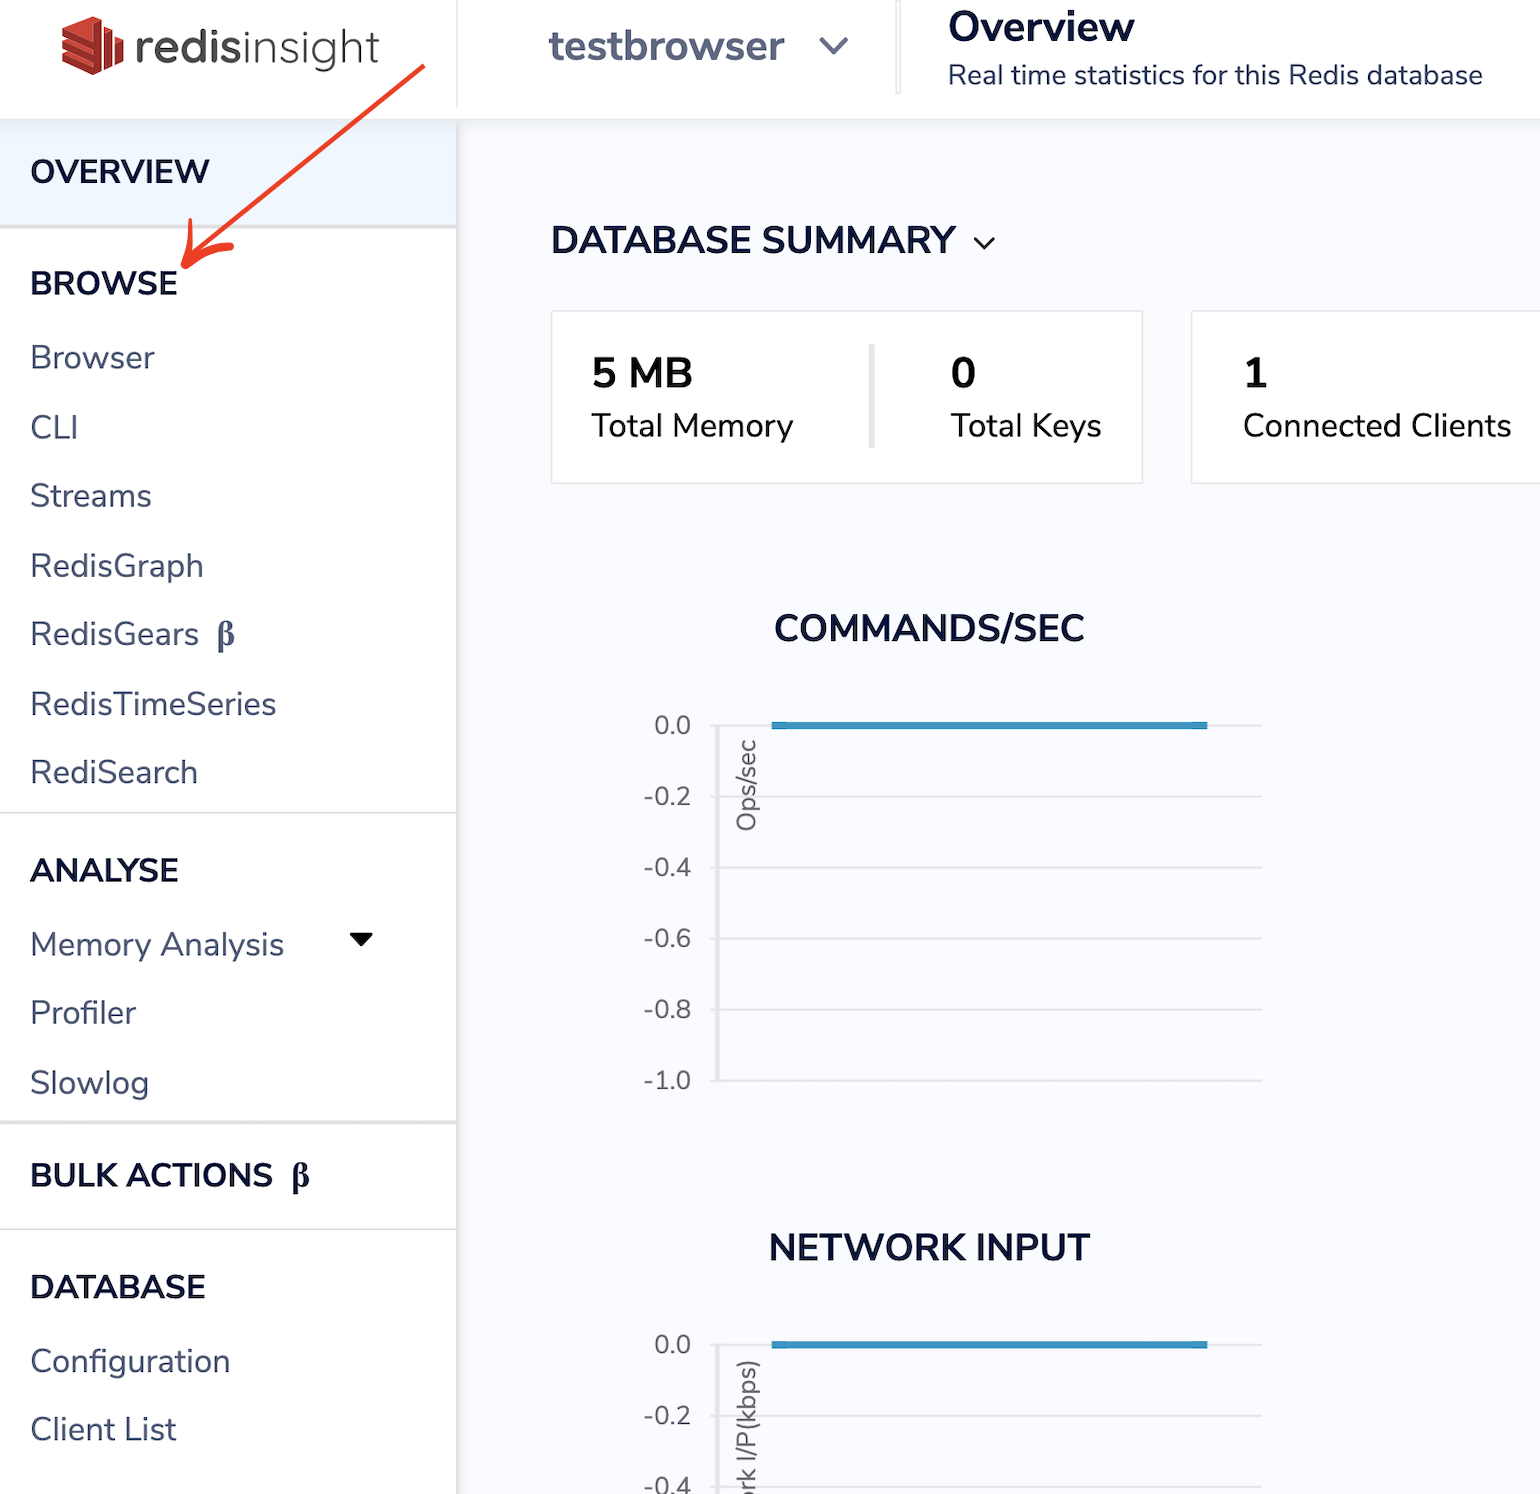 redisinsight
testbrowser
Overview
Real time statistics for this Redis database
OVERVIEW
BROWSE
Browser
CLI
Streams
RedisGraph
RedisGears β
RedisTimeSeries
RediSearch
ANALYSE
Memory Analysis
Profiler
Slowlog
BULK ACTIONS β
DATABASE
Configuration
Client List
DATABASE SUMMARY
5 MB
Total Memory
0
Total Keys
1
Connected Clients
COMMANDS/SEC
0.0
-0.2
-0.4
-0.6
-0.8
-1.0
Ops/sec
NETWORK INPUT
0.0
-0.2
-0.4
I/P(kbps)